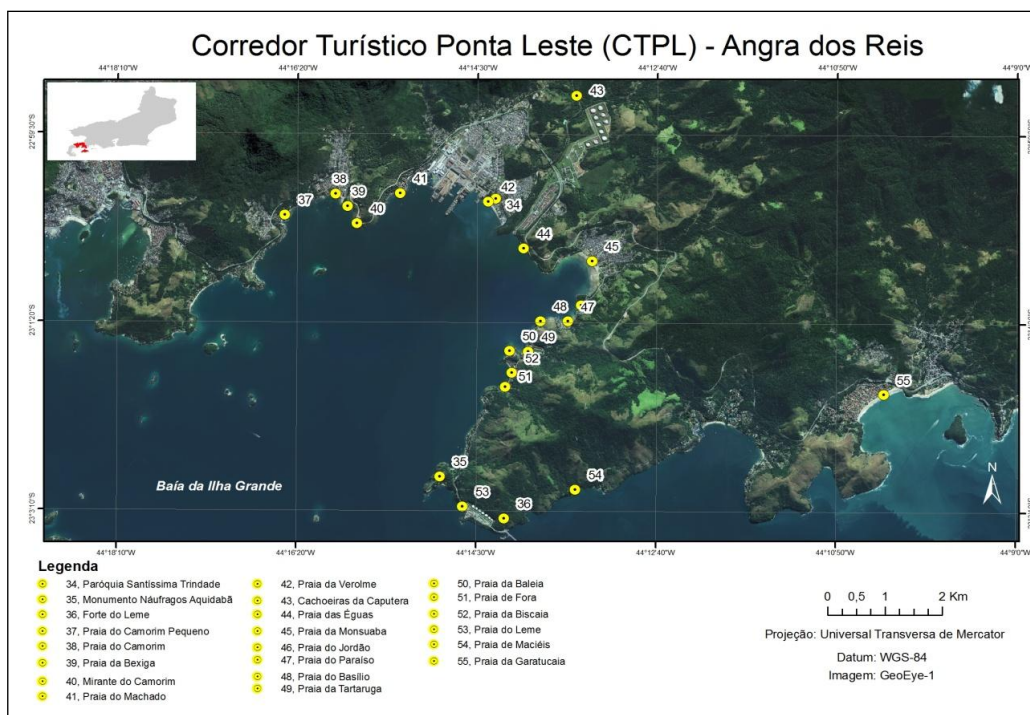 Corredor Turístico Ponta Leste (CTPL) - Angra dos Reis
44°18'10"W 44°16'20"W 44°14'30"W 44°12'40"W 44°10'50"W 44°9'0"W
22°59'30"S
43
38
41
42
37
39
34
40
44
45
47
48
23°1'20"S
50
49
52
51
55
35
54
Baía da Ilha Grande
53
36
N
23°3'10"S
44°18'10"W 44°16'20"W 44°14'30"W 44°12'40"W 44°10'50"W 44°9'0"W
Legenda
34, Paróquia Santissima Trindade
35, Monumento Náufragos Aquidabã
36, Forte do Leme
37, Praia do Camorim Pequeno
38, Praia do Camorim
39, Praia da Bexiga
40, Mirante do Camorim
41, Praia do Machado
42, Praia da Verolme
43, Cachoeiras da Caputera
44, Praia das Éguas
45, Praia da Monsuaba
46, Praia do Jordão
47, Praia do Paraíso
48, Praia do Basílio
49, Praia da Tartaruga
50, Praia da Baleia
51, Praia de Fora
52, Praia da Biscaia
53, Praia do Leme
54, Praia de Maciéis
55, Praia da Garatucaia
0 0,5 1 2 Km
Projeção: Universal Transversa de Mercator
Datum: WGS-84
Imagem: GeoEye-1